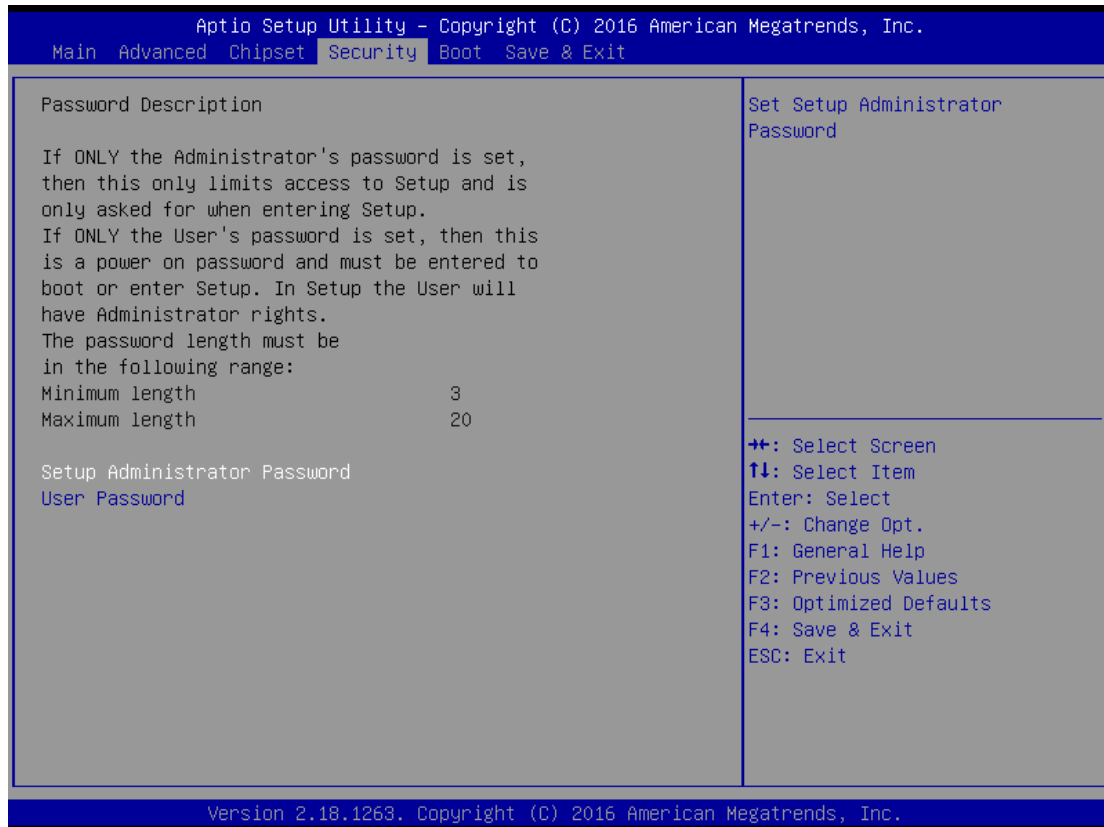 Aptio Setup Utility – Copyright (C) 2016 American Megatrends, Inc.
Main Advanced Chipset Security Boot Save & Exit
Password Description
If ONLY the Administrator's password is set,
then this only limits access to Setup and is
only asked for when entering Setup.
If ONLY the User's password is set, then this
is a power on password and must be entered to
boot or enter Setup. In Setup the User will
have Administrator rights.
The password length must be
in the following range:
Minimum length 3
Maximum length 20
Setup Administrator Password
User Password
Set Setup Administrator
Password
→←: Select Screen
↑↓: Select Item
Enter: Select
+/-: Change Opt.
F1: General Help
F2: Previous Values
F3: Optimized Defaults
F4: Save & Exit
ESC: Exit
Version 2.18.1263. Copyright (C) 2016 American Megatrends, Inc.